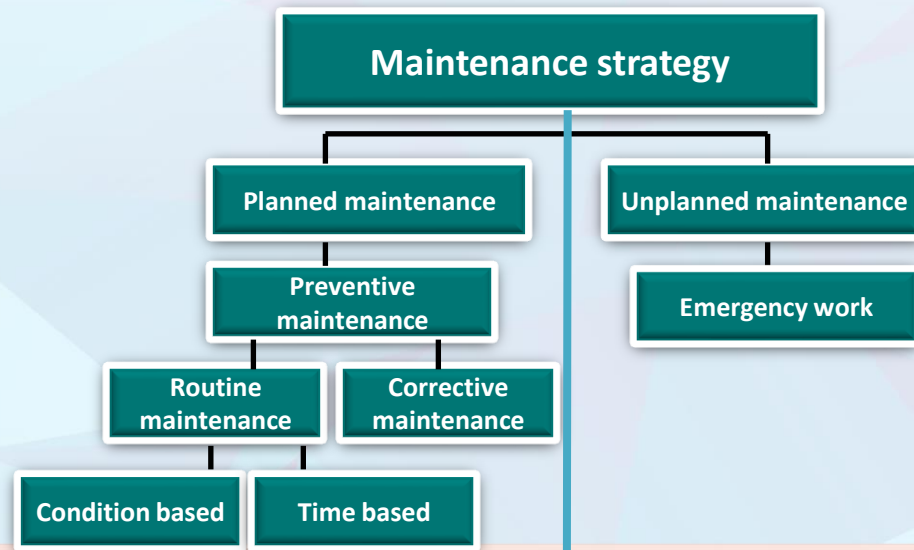 Maintenance strategy
Planned maintenance
Unplanned maintenance
Preventive
maintenance
Emergency work
Routine
maintenance
Corrective
maintenance
Condition based
Time based